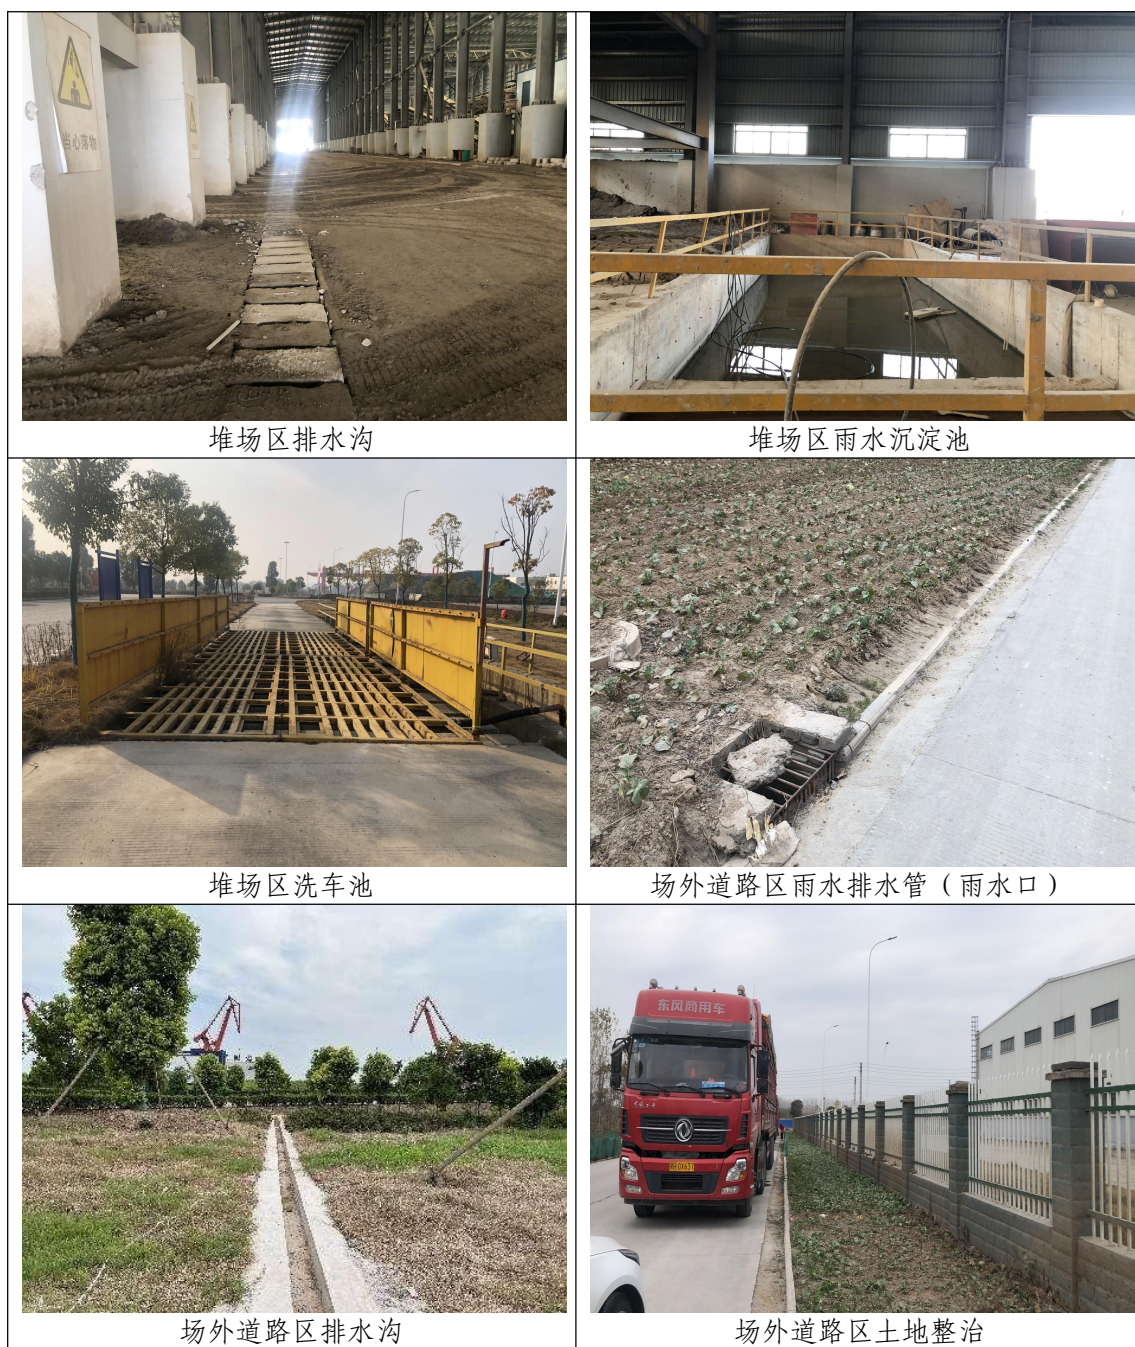 当心落物
堆场区排水沟
堆场区雨水沉淀池
堆场区洗车池
场外道路区雨水排水管（雨水口）
东风商用车
场外道路区排水沟
场外道路区土地整治